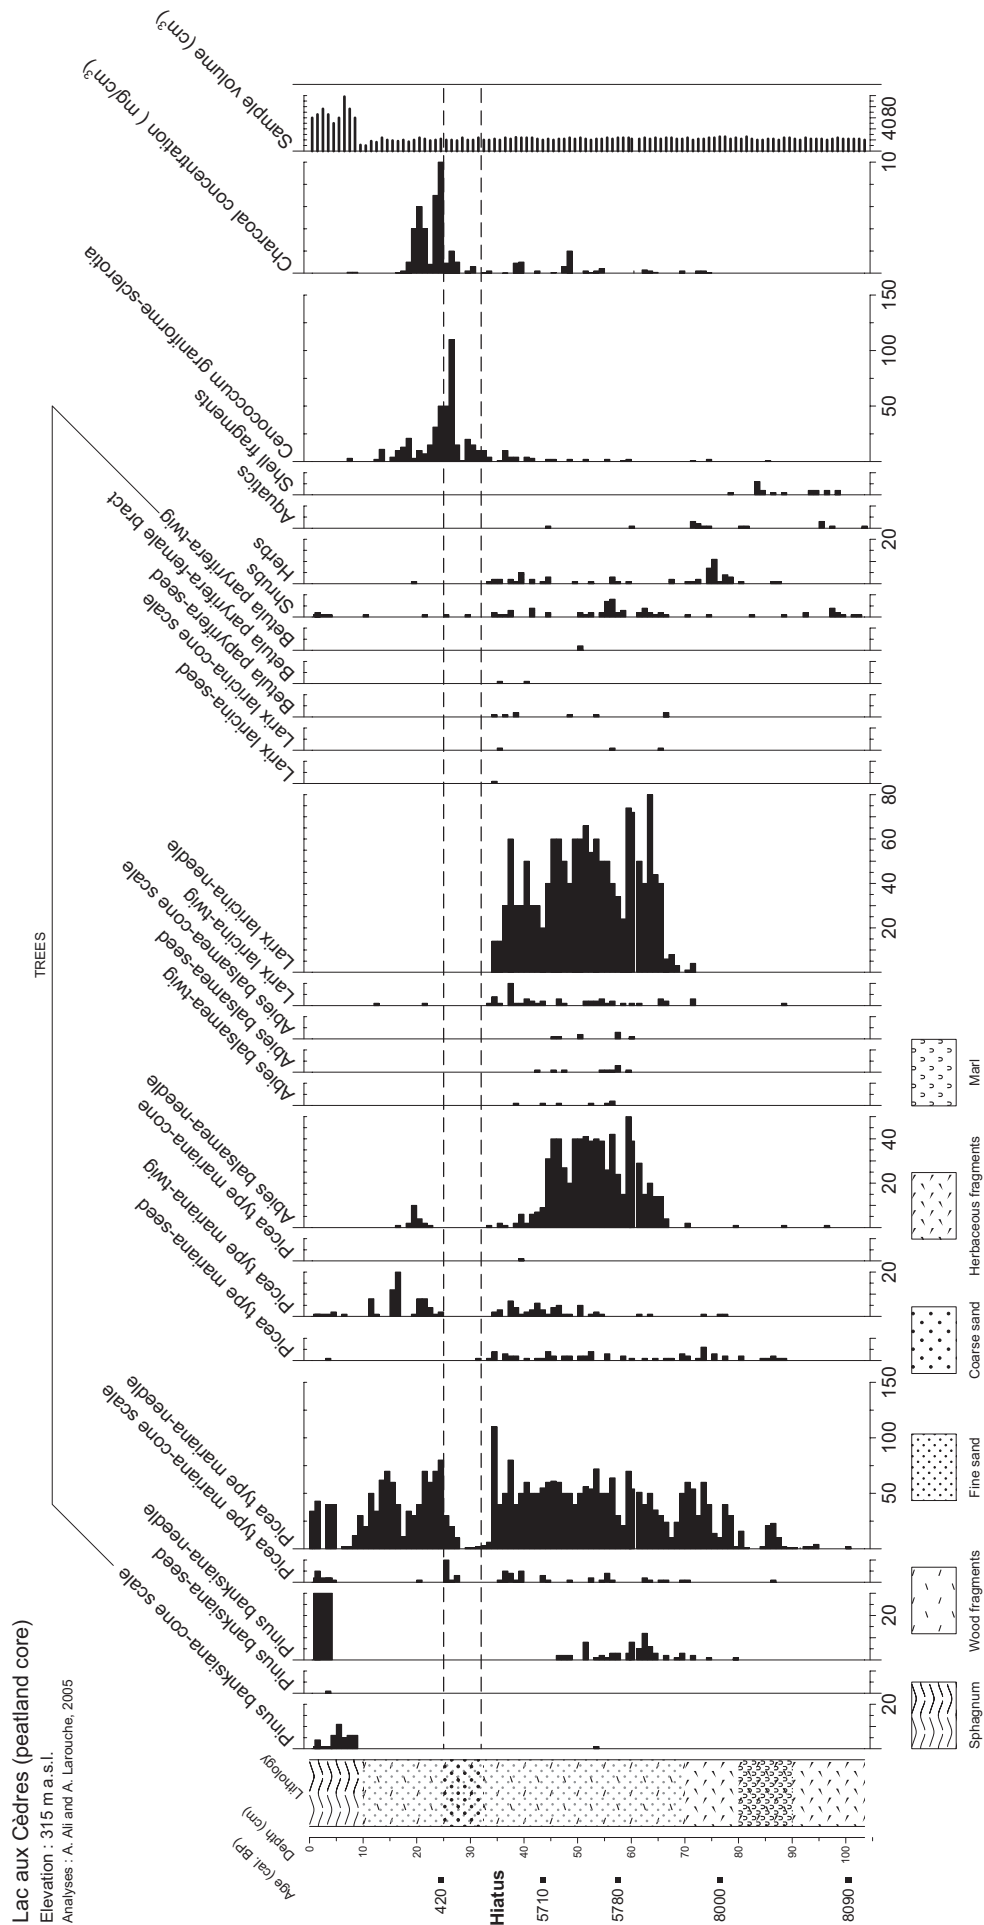 Lac aux Cèdres (peatland core)
Elevation : 315 m a.s.l.
Analyses : A. Ali and A. Larouche, 2005
TREES
Age (cal. BP)
Depth (cm)
Lithology
Pinus banksiana-cone scale
Pinus banksiana-seed
Pinus banksiana-needle
Picea type mariana-cone scale
Picea type mariana-needle
Picea type mariana-seed
Picea type mariana-twig
Picea type mariana-cone
Abies balsamea-needle
Abies balsamea-twig
Abies balsamea-seed
Abies balsamea-cone scale
Larix laricina-twig
Larix laricina-needle
Larix laricina-seed
Larix laricina-cone scale
Betula papyrifera-seed
Betula paryrifera-female bract
Betula paryrifera-twig
Shrubs
Herbs
Aquatics
Shell fragments
Cenococcum graniforme-sclerotia
Charcoal concentration ( mg/cm³)
Sample volume (cm³)
420
Hiatus
5710
5780
8000
8090
0
10
20
30
40
50
60
70
80
90
100
20
20
50
100
150
20
20
40
20
40
60
80
20
50
100
150
10
40
80
Sphagnum
Wood fragments
Fine sand
Coarse sand
Herbaceous fragments
Marl